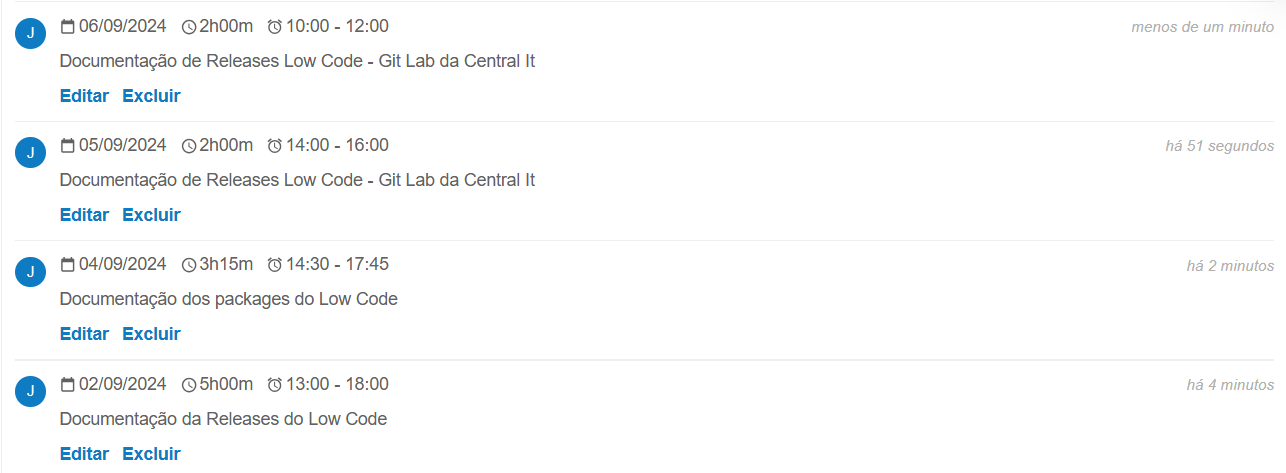 J 06/09/2024 2h00m 10:00 - 12:00 menos de um minuto
Documentação de Releases Low Code - Git Lab da Central It
Editar Excluir
J 05/09/2024 2h00m 14:00 - 16:00 há 51 segundos
Documentação de Releases Low Code - Git Lab da Central It
Editar Excluir
J 04/09/2024 3h15m 14:30 - 17:45 há 2 minutos
Documentação dos packages do Low Code
Editar Excluir
J 02/09/2024 5h00m 13:00 - 18:00 há 4 minutos
Documentação da Releases do Low Code
Editar Excluir